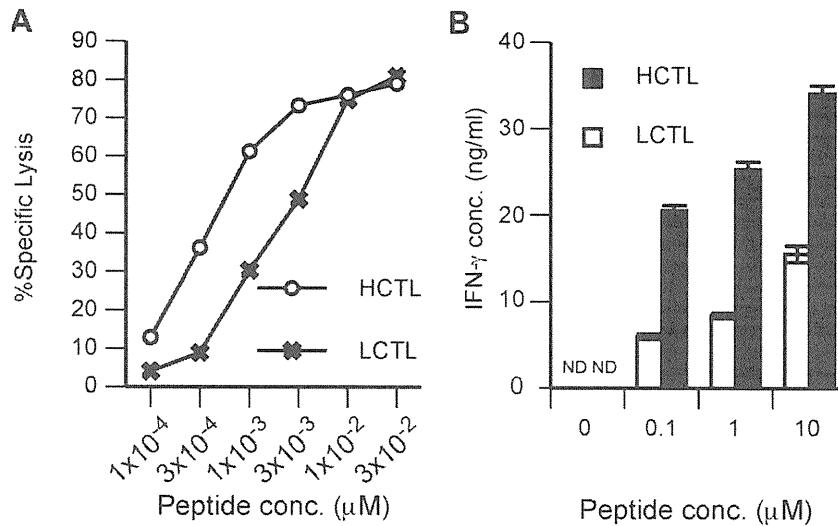 A
%Specific Lysis
90
80
70
60
50
40
30
20
10
0
HCTL
LCTL
1x10-4
3x10-4
1x10-3
3x10-3
1x10-2
3x10-2
Peptide conc. (μM)
B
IFN-γ conc. (ng/ml)
40
30
20
10
0
HCTL
LCTL
ND ND
0
0.1
1
10
Peptide conc. (μM)